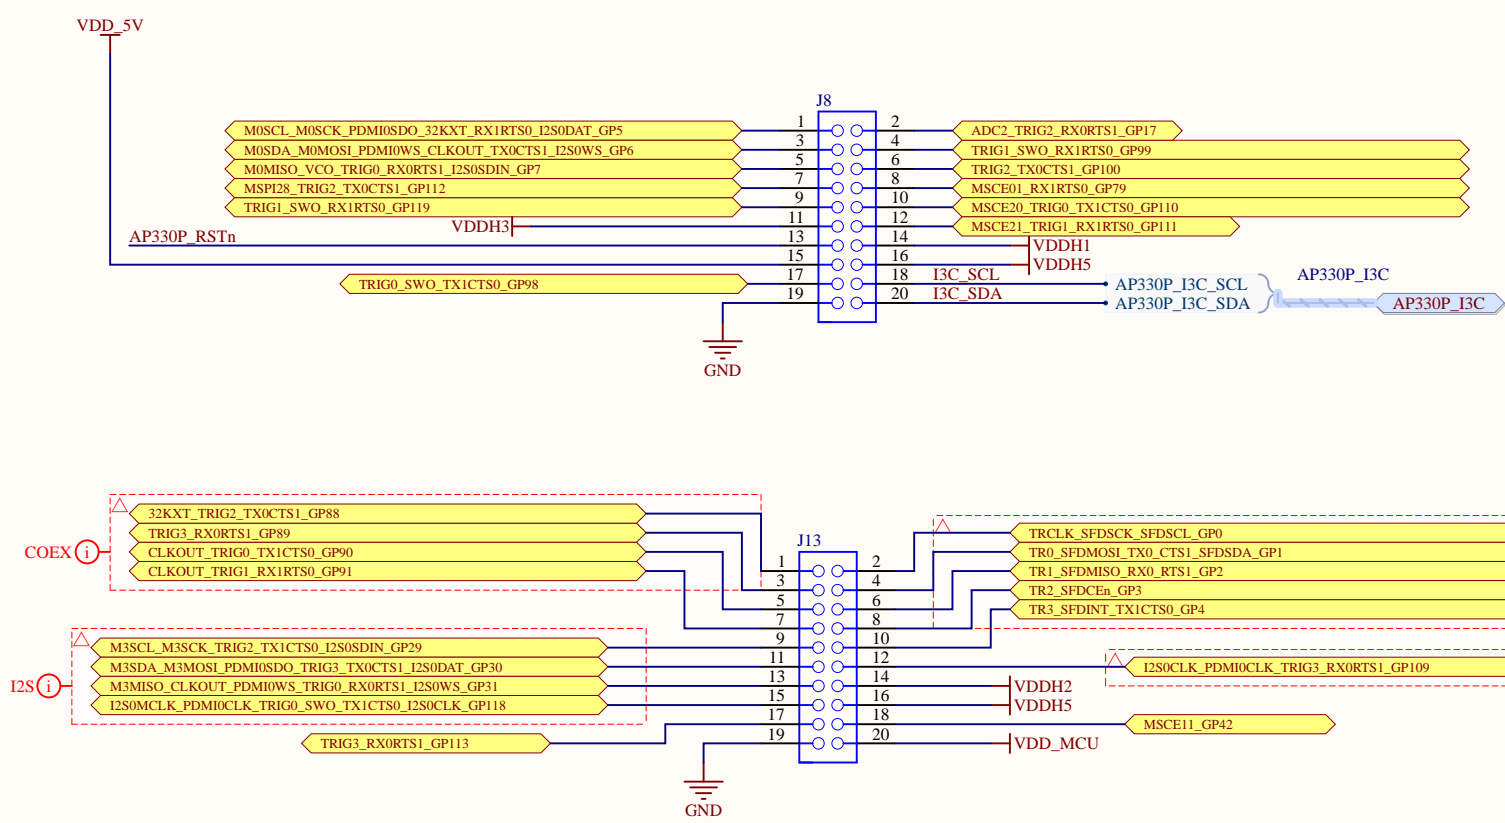 VDD_5V
J8
M0SCL_M0SCK_PDMI0SDO_32KXT_RX1RTS0_I2S0DAT_GP5 1 2 ADC2_TRIG2_RX0RTS1_GP17
M0SDA_M0MOSI_PDMI0WS_CLKOUT_TX0CTS1_I2S0WS_GP6 3 4 TRIG1_SWO_RX1RTS0_GP99
M0MISO_VCO_TRIG0_RX0RTS1_I2S0SDIN_GP7 5 6 TRIG2_TX0CTS1_GP100
MSPI28_TRIG2_TX0CTS1_GP112 7 8 MSCE01_RX1RTS0_GP79
TRIG1_SWO_RX1RTS0_GP119 9 10 MSCE20_TRIG0_TX1CTS0_GP110
VDDH3 11 12 MSCE21_TRIG1_RX1RTS0_GP111
AP330P_RSTn 13 14 VDDH1
15 16 VDDH5
TRIG0_SWO_TX1CTS0_GP98 17 18 I3C_SCL AP330P_I3C_SCL AP330P_I3C
19 20 I3C_SDA AP330P_I3C_SDA AP330P_I3C
GND
J13
COEX i
32KXT_TRIG2_TX0CTS1_GP88 1 2 TRCLK_SFDSCK_SFDSCL_GP0
TRIG3_RX0RTS1_GP89 3 4 TR0_SFDMOSI_TX0_CTS1_SFDSDA_GP1
CLKOUT_TRIG0_TX1CTS0_GP90 5 6 TR1_SFDMISO_RX0_RTS1_GP2
CLKOUT_TRIG1_RX1RTS0_GP91 7 8 TR2_SFDCEn_GP3
M3SCL_M3SCK_TRIG2_TX1CTS0_I2S0SDIN_GP29 9 10 TR3_SFDINT_TX1CTS0_GP4
M3SDA_M3MOSI_PDMI0SDO_TRIG3_TX0CTS1_I2S0DAT_GP30 11 12 I2S0CLK_PDMI0CLK_TRIG3_RX0RTS1_GP109
I2S i
M3MISO_CLKOUT_PDMI0WS_TRIG0_RX0RTS1_I2S0WS_GP31 13 14 VDDH2
I2S0MCLK_PDMI0CLK_TRIG0_SWO_TX1CTS0_I2S0CLK_GP118 15 16 VDDH5
17 18 MSCE11_GP42
TRIG3_RX0RTS1_GP113 19 20 VDD_MCU
GND